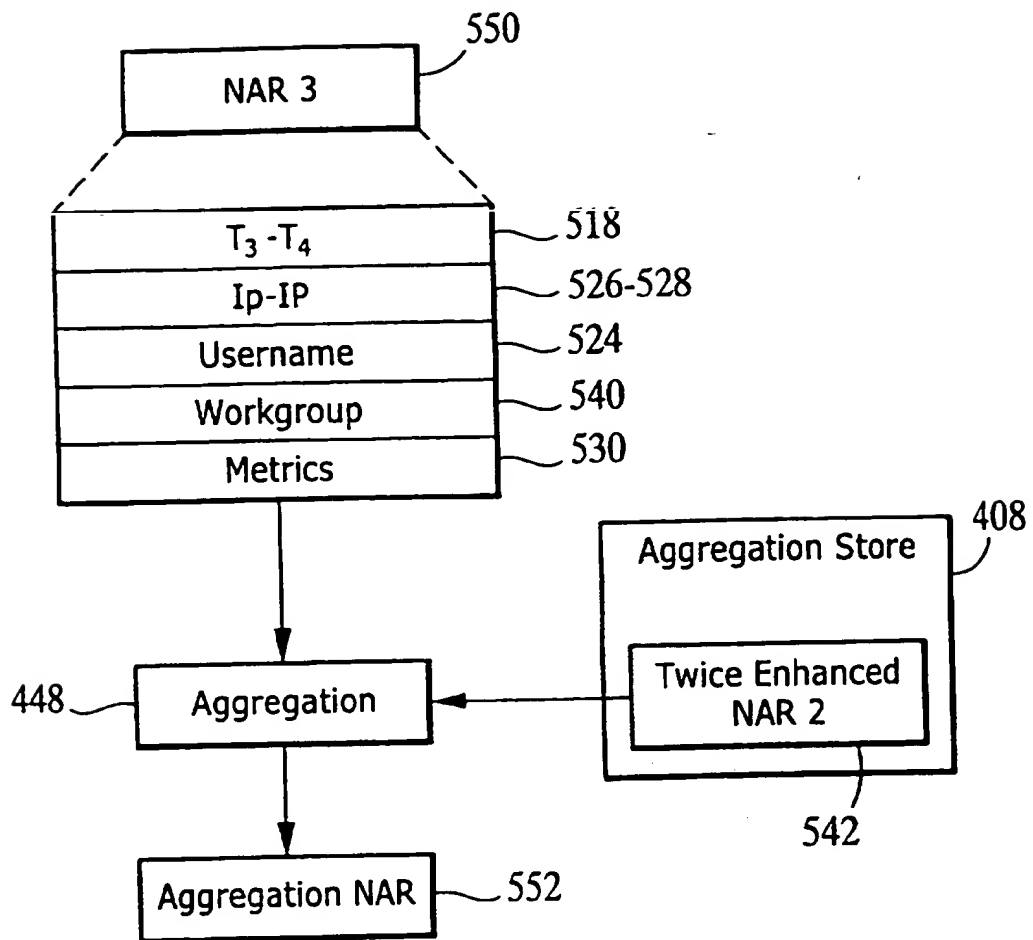 550
NAR 3
T₃ -T₄
518
Ip-IP
526-528
Username
524
Workgroup
540
Metrics
530
408
Aggregation Store
Twice Enhanced
NAR 2
448
Aggregation
542
Aggregation NAR
552